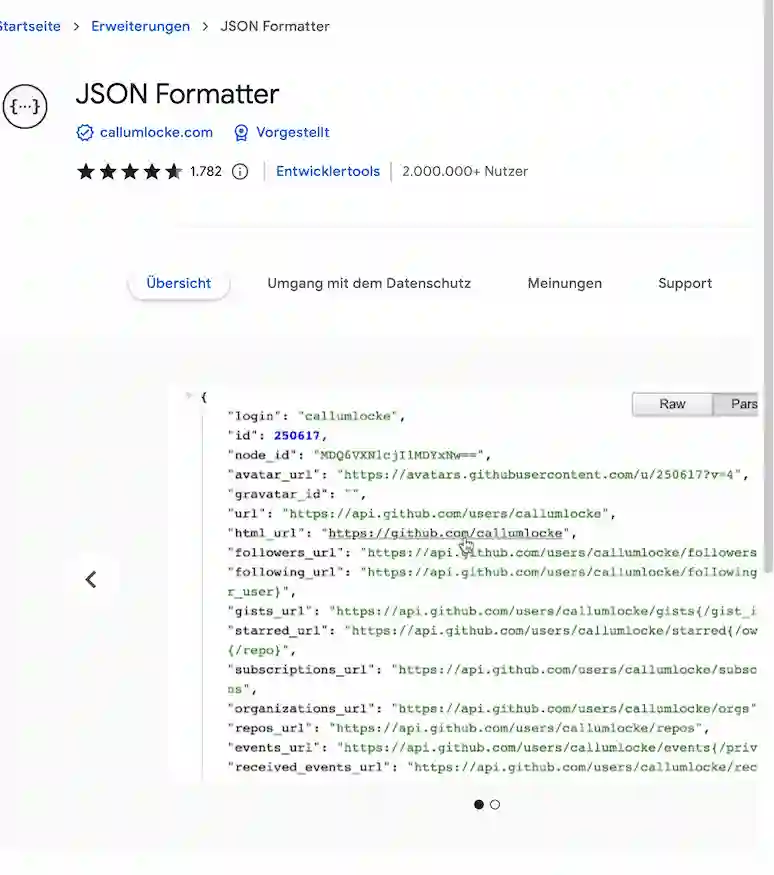 Startseite > Erweiterungen > JSON Formatter
{···}
JSON Formatter
callumlocke.com Vorgestellt
1.782 Entwicklertools 2.000.000+ Nutzer
Übersicht Umgang mit dem Datenschutz Meinungen Support
{
Raw Pars
"login": "callumlocke",
"id": 250617,
"node_id":
"avatar_url": "https://avatars.githubusercontent.com/u/250617?v=4",
"gravatar_id": "",
"url": "https://api.github.com/users/callumlocke",
"html_url": "https://github.com/callumlocke",
"followers_url": "https://api.github.com/users/callumlocke/followers
"following_url": "https://api.github.com/users/callumlocke/following
r_user}",
"gists_url": "https://api.github.com/users/callumlocke/gists{/gist_i
"starred_url": "https://api.github.com/users/callumlocke/starred{/ow
{/repo}",
"subscriptions_url": "https://api.github.com/users/callumlocke/subsc
ns",
"organizations_url": "https://api.github.com/users/callumlocke/orgs"
"repos_url": "https://api.github.com/users/callumlocke/repos",
"events_url": "https://api.github.com/users/callumlocke/events{/priv
"received_events_url": "https://api.github.com/users/callumlocke/rec